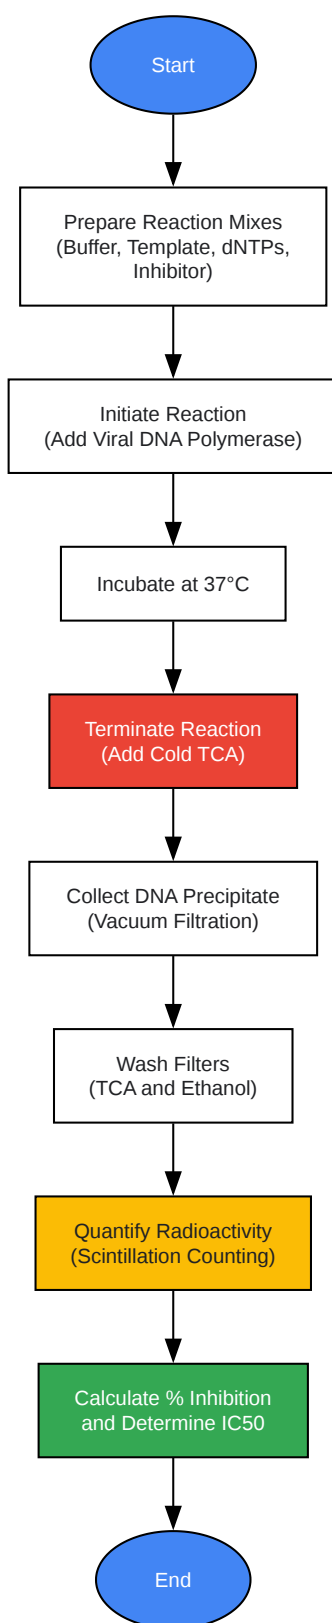 Start
Prepare Reaction Mixes
(Buffer, Template, dNTPs,
Inhibitor)
Initiate Reaction
(Add Viral DNA Polymerase)
Incubate at 37°C
Terminate Reaction
(Add Cold TCA)
Collect DNA Precipitate
(Vacuum Filtration)
Wash Filters
(TCA and Ethanol)
Quantify Radioactivity
(Scintillation Counting)
Calculate % Inhibition
and Determine IC50
End